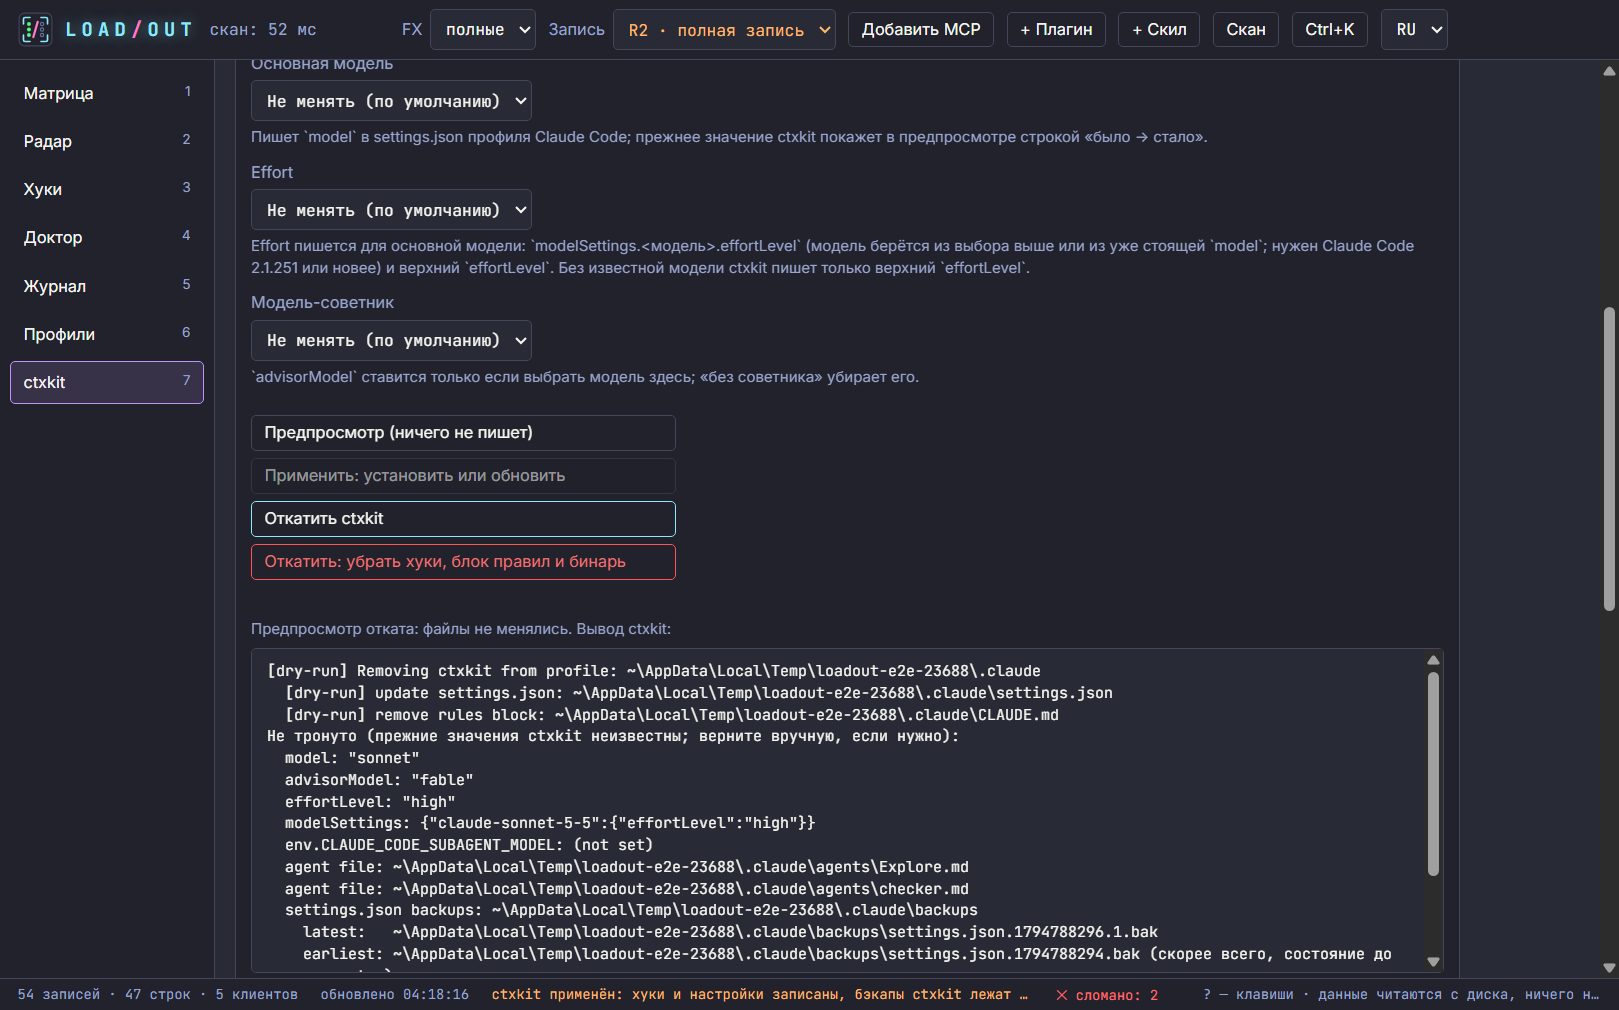 LOAD/OUT скан: 52 мс FX полные Запись R2 · полная запись Добавить MCP + Плагин + Скил Скан Ctrl+K RU
Матрица 1
Радар 2
Хуки 3
Доктор 4
Журнал 5
Профили 6
ctxkit 7
Основная модель
Не менять (по умолчанию)
Пишет `model` в settings.json профиля Claude Code; прежнее значение ctxkit покажет в предпросмотре строкой «было → стало».
Effort
Не менять (по умолчанию)
Effort пишется для основной модели: `modelSettings.<модель>.effortLevel` (модель берётся из выбора выше или из уже стоящей `model`; нужен Claude Code
2.1.251 или новее) и верхний `effortLevel`. Без известной модели ctxkit пишет только верхний `effortLevel`.
Модель-советник
Не менять (по умолчанию)
`advisorModel` ставится только если выбрать модель здесь; «без советника» убирает его.
Предпросмотр (ничего не пишет)
Применить: установить или обновить
Откатить ctxkit
Откатить: убрать хуки, блок правил и бинарь
Предпросмотр отката: файлы не менялись. Вывод ctxkit:
[dry-run] Removing ctxkit from profile: ~\AppData\Local\Temp\loadout-e2e-23688\.claude
[dry-run] update settings.json: ~\AppData\Local\Temp\loadout-e2e-23688\.claude\settings.json
[dry-run] remove rules block: ~\AppData\Local\Temp\loadout-e2e-23688\.claude\CLAUDE.md
Не тронуто (прежние значения ctxkit неизвестны; верните вручную, если нужно):
model: "sonnet"
advisorModel: "fable"
effortLevel: "high"
modelSettings: {"claude-sonnet-5-5":{"effortLevel":"high"}}
env.CLAUDE_CODE_SUBAGENT_MODEL: (not set)
agent file: ~\AppData\Local\Temp\loadout-e2e-23688\.claude\agents\Explore.md
agent file: ~\AppData\Local\Temp\loadout-e2e-23688\.claude\agents\checker.md
settings.json backups: ~\AppData\Local\Temp\loadout-e2e-23688\.claude\backups
latest: ~\AppData\Local\Temp\loadout-e2e-23688\.claude\backups\settings.json.1794788296.1.bak
earliest: ~\AppData\Local\Temp\loadout-e2e-23688\.claude\backups\settings.json.1794788294.bak (скорее всего, состояние до
54 записей · 47 строк · 5 клиентов обновлено 04:18:16 ctxkit применён: хуки и настройки записаны, бэкапы ctxkit лежат … ✕ сломано: 2 ? — клавиши · данные читаются с диска, ничего н…